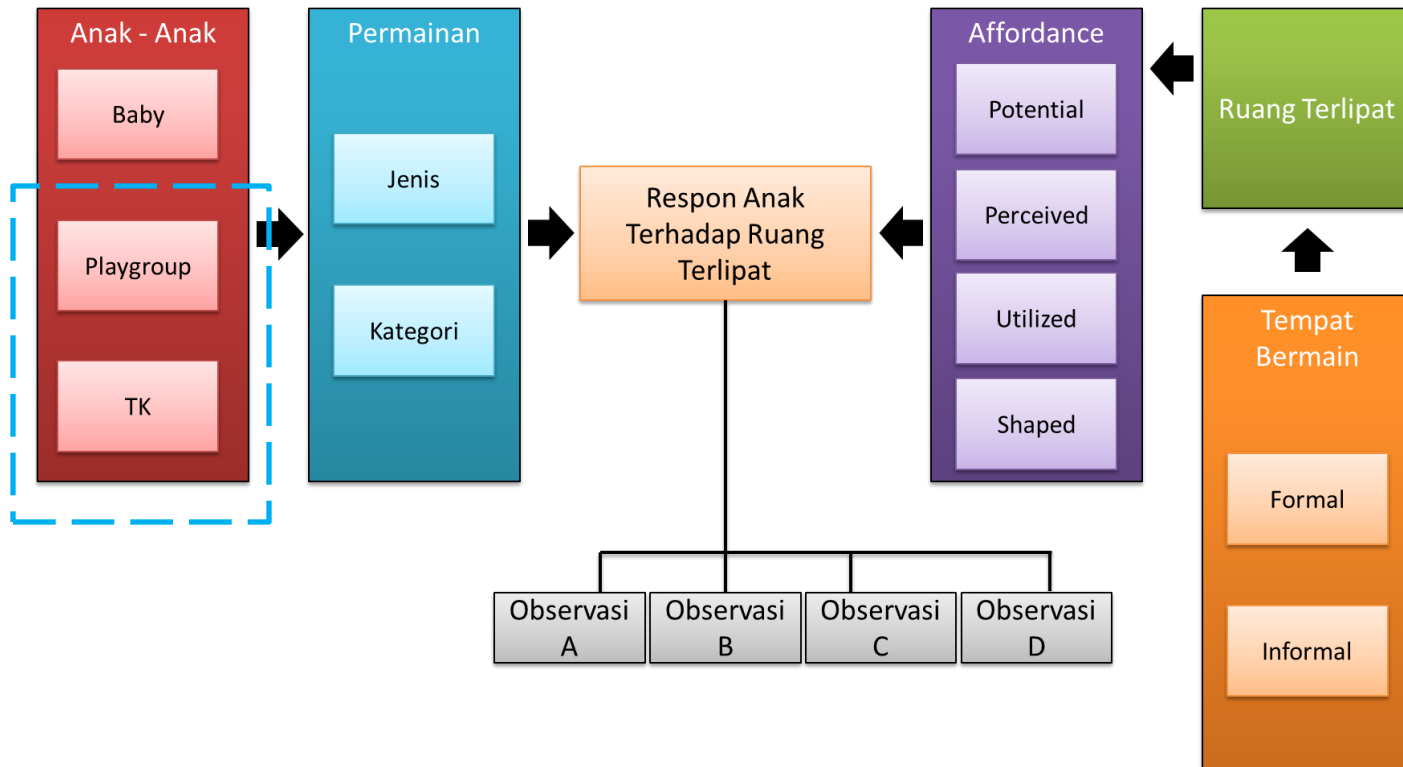 Anak - Anak
Baby
Playgroup
TK
Permainan
Jenis
Kategori
Respon Anak
Terhadap Ruang
Terlipat
Affordance
Potential
Perceived
Utilized
Shaped
Ruang Terlipat
Tempat
Bermain
Formal
Informal
Observasi
A
Observasi
B
Observasi
C
Observasi
D